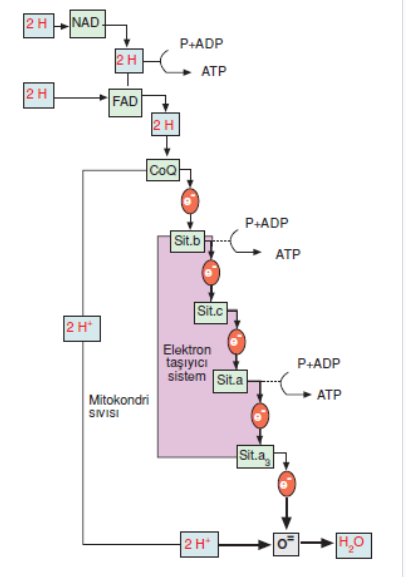 2 H
NAD
P+ADP
2 H
ATP
2 H
FAD
2 H
CoQ
e⁻
P+ADP
Sit.b
ATP
e⁻
Sit.c
2 H⁺
e⁻
Elektron
taşıyıcı
sistem
P+ADP
Sit.a
ATP
Mitokondri
sıvısı
e⁻
Sit.a₃
e⁻
2 H⁺
O⁼
H₂O